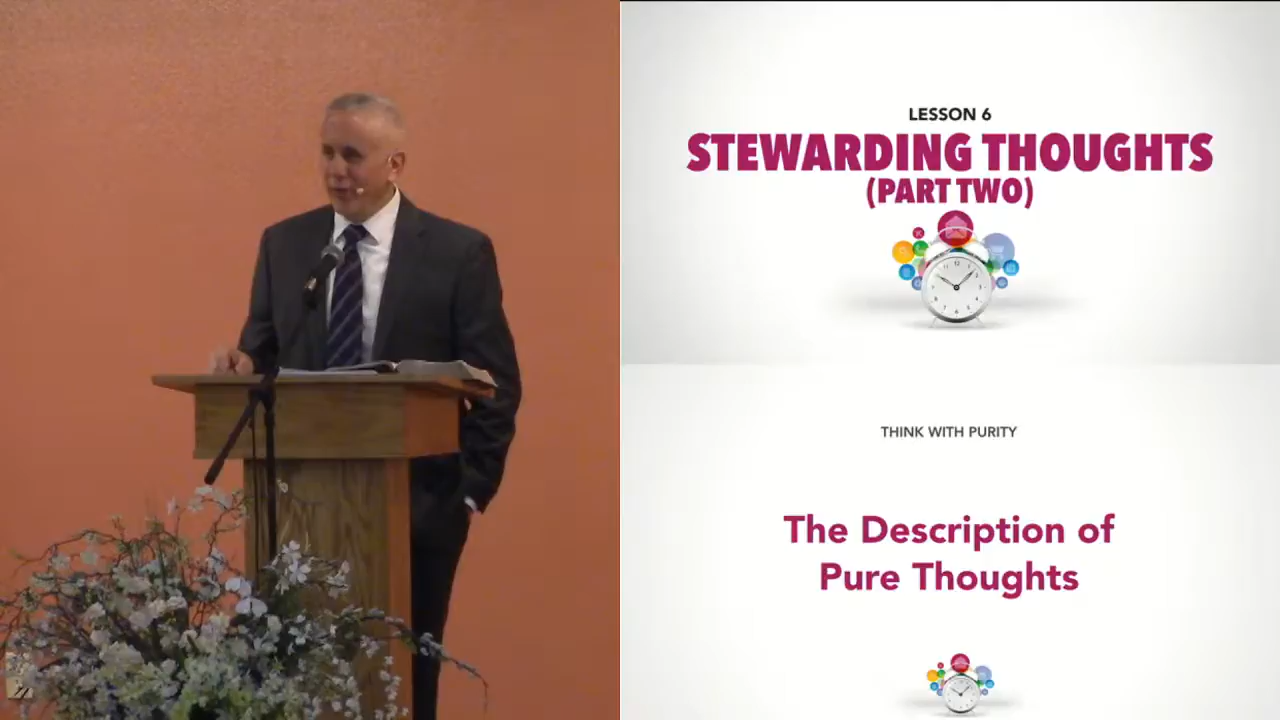 LESSON 6
STEWARDING THOUGHTS
(PART TWO)
THINK WITH PURITY
The Description of
Pure Thoughts